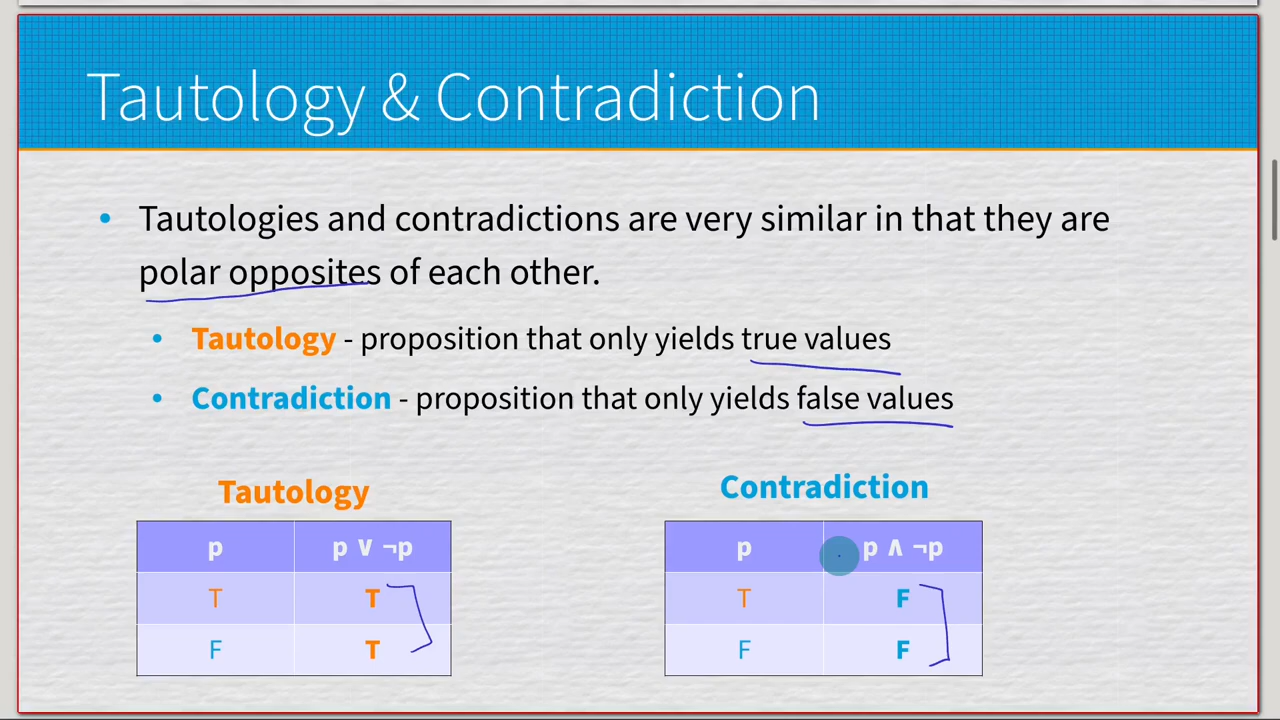 Tautology & Contradiction
• Tautologies and contradictions are very similar in that they are
polar opposites of each other.
• Tautology - proposition that only yields true values
• Contradiction - proposition that only yields false values
Tautology
p p ∨ ¬p
T T
F T
Contradiction
p p ∧ ¬p
T F
F F